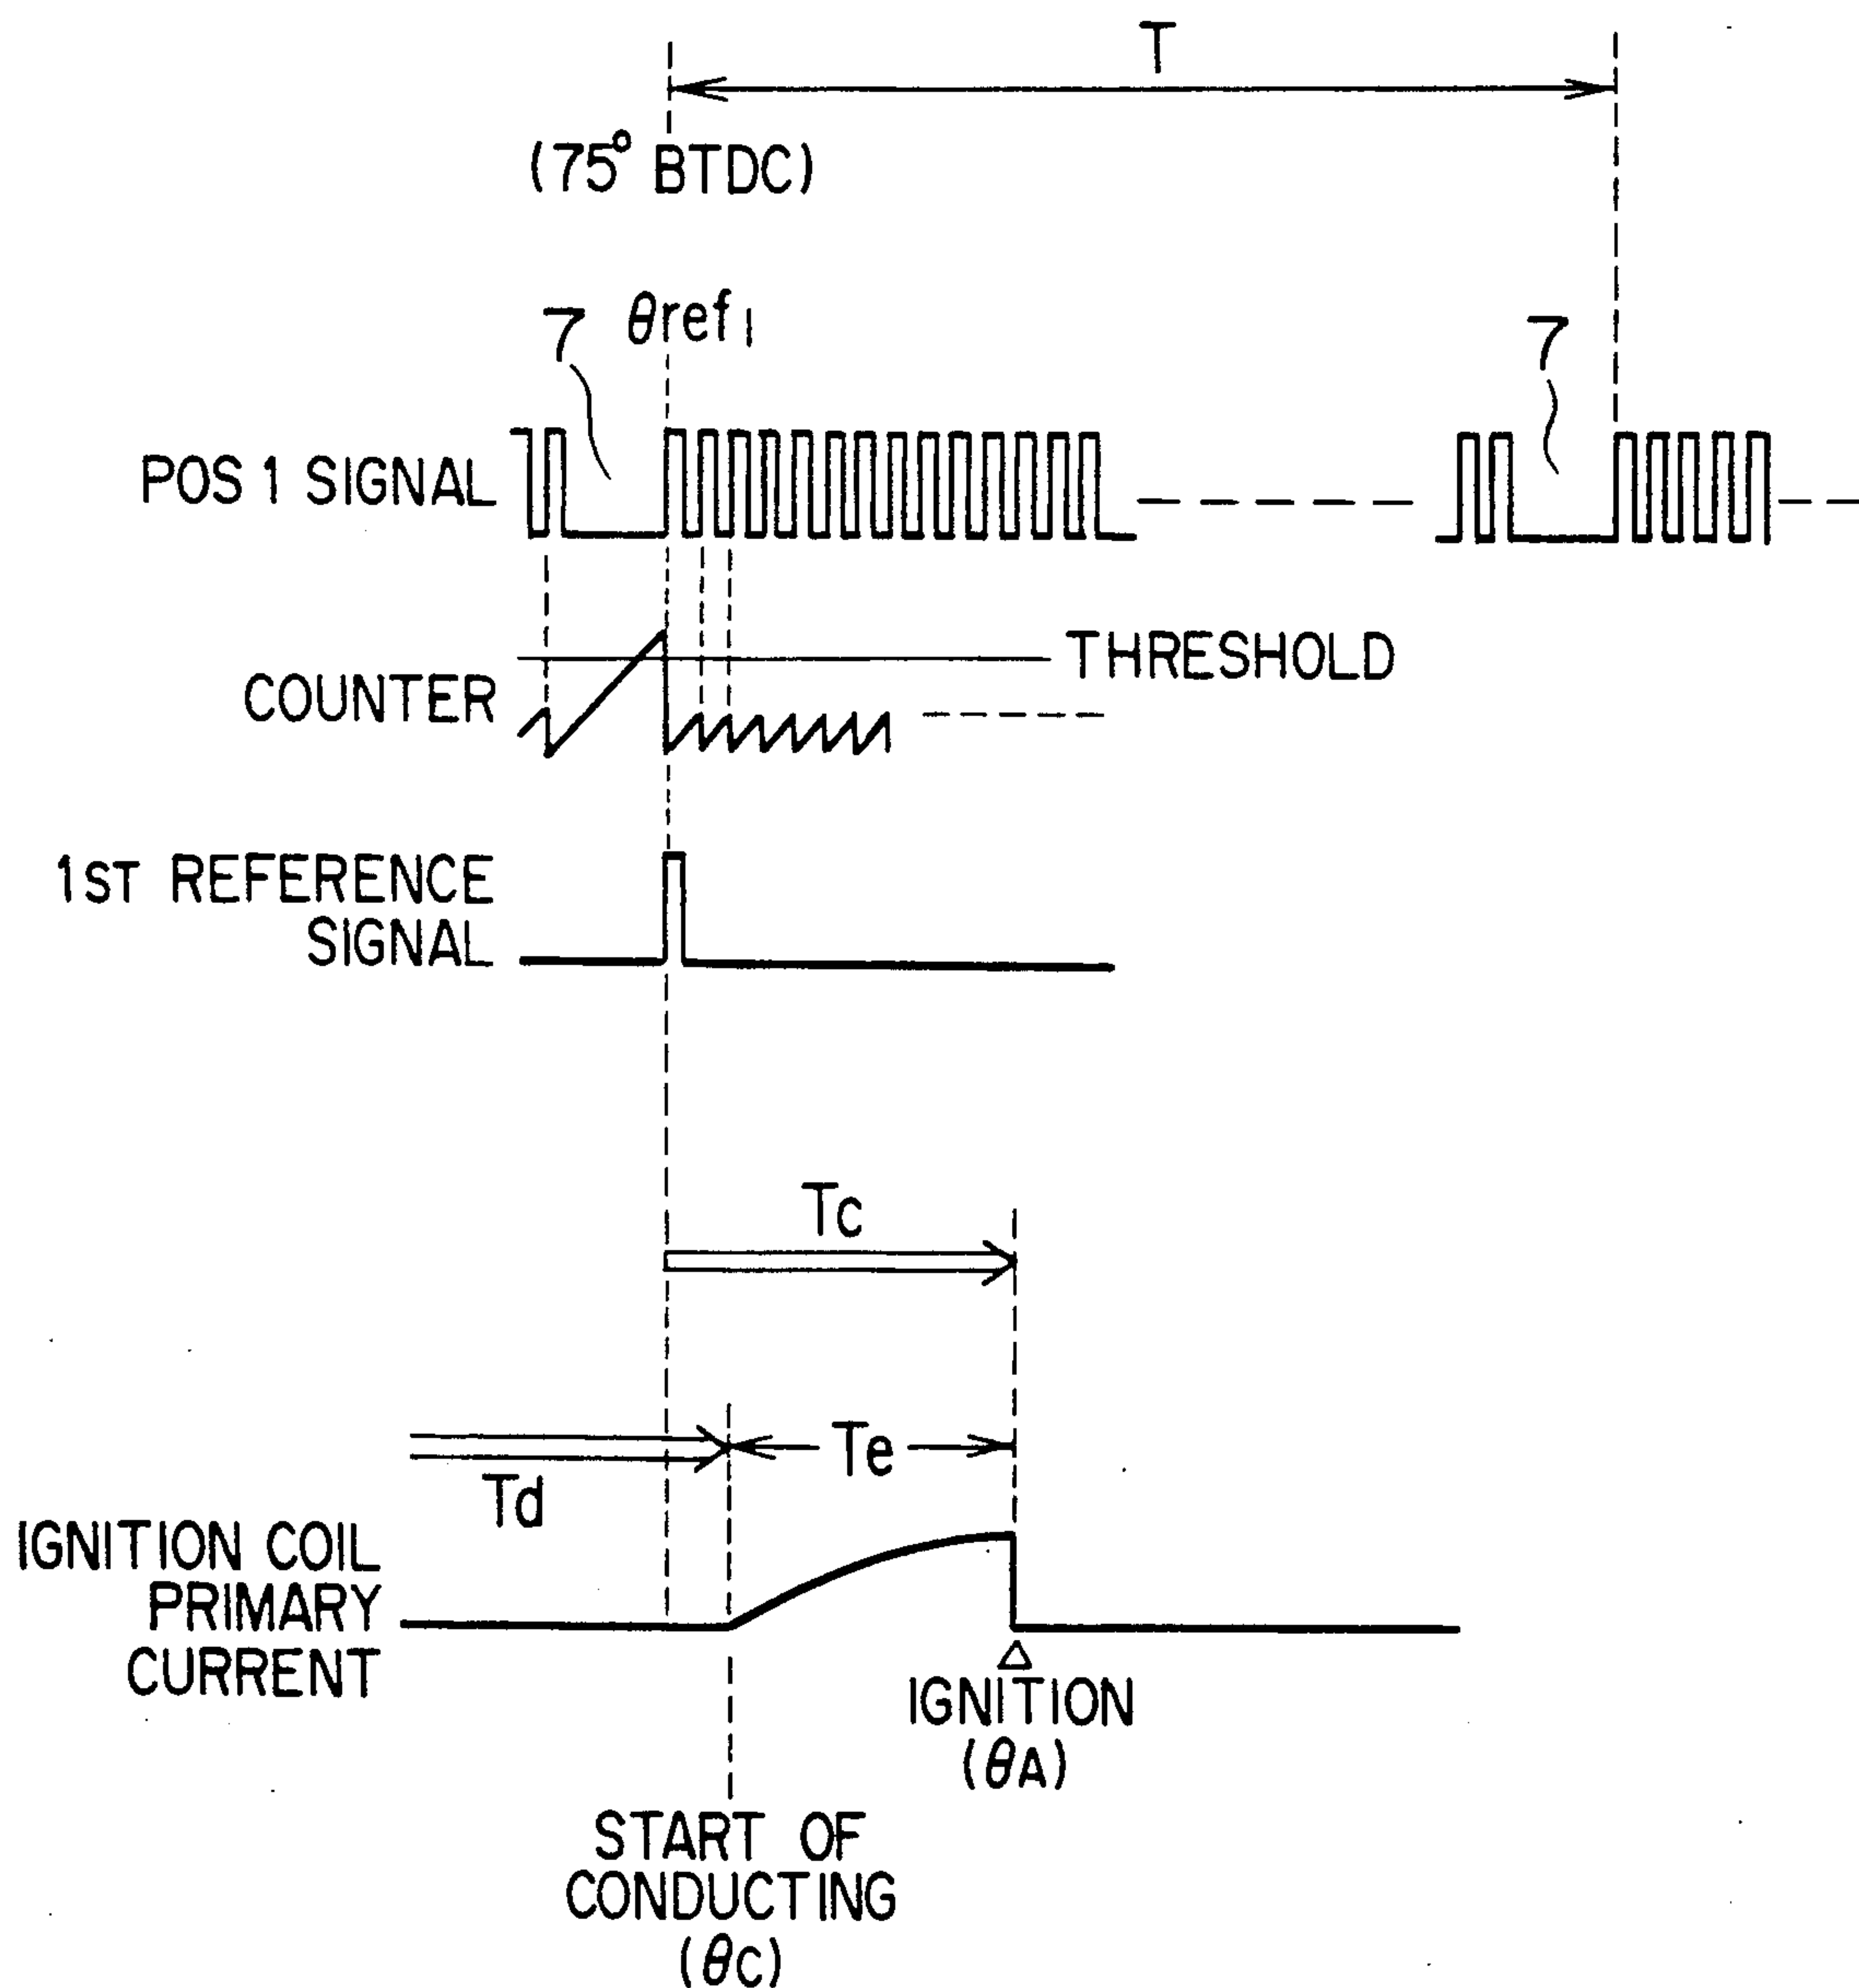 T
(75° BTDC)
7
θref1
7
POS 1 SIGNAL
THRESHOLD
COUNTER
1ST REFERENCE
SIGNAL
Tc
Te
Td
IGNITION COIL
PRIMARY
CURRENT
IGNITION
(θA)
START OF
CONDUCTING
(θC)